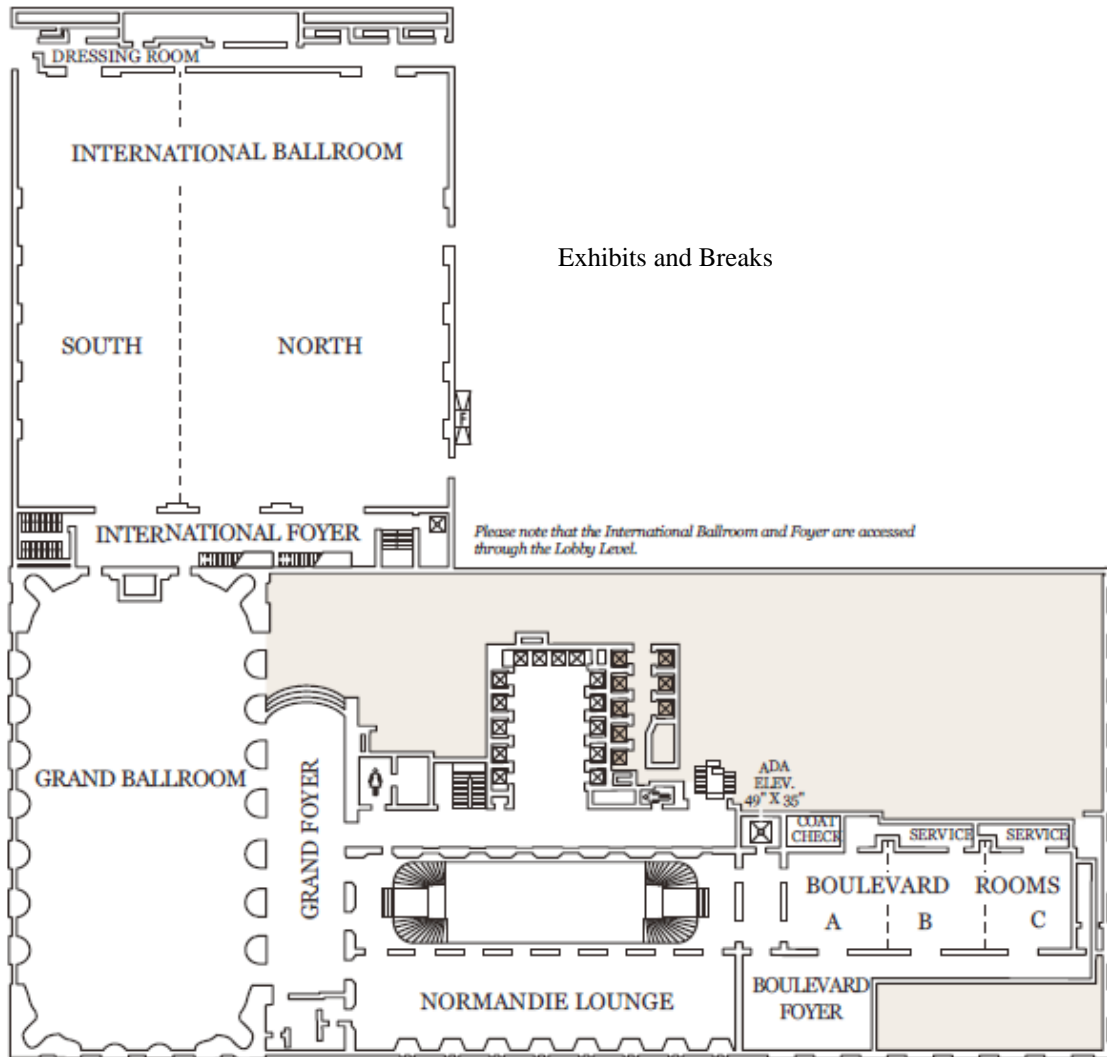 DRESSING ROOM
INTERNATIONAL BALLROOM
Exhibits and Breaks
SOUTH
NORTH
F
INTERNATIONAL FOYER
Please note that the International Ballroom and Foyer are accessed
through the Lobby Level.
GRAND BALLROOM
GRAND FOYER
ADA
ELEV.
49" X 35"
COAT
CHECK
SERVICE
SERVICE
BOULEVARD ROOMS
A
B
C
NORMANDIE LOUNGE
BOULEVARD
FOYER